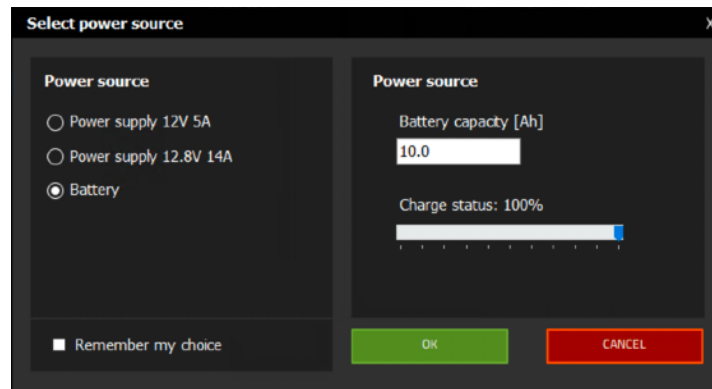 Select power source
X
Power source
Power supply 12V 5A
Power supply 12.8V 14A
Battery
Remember my choice
Power source
Battery capacity [Ah]
10.0
Charge status: 100%
OK
CANCEL